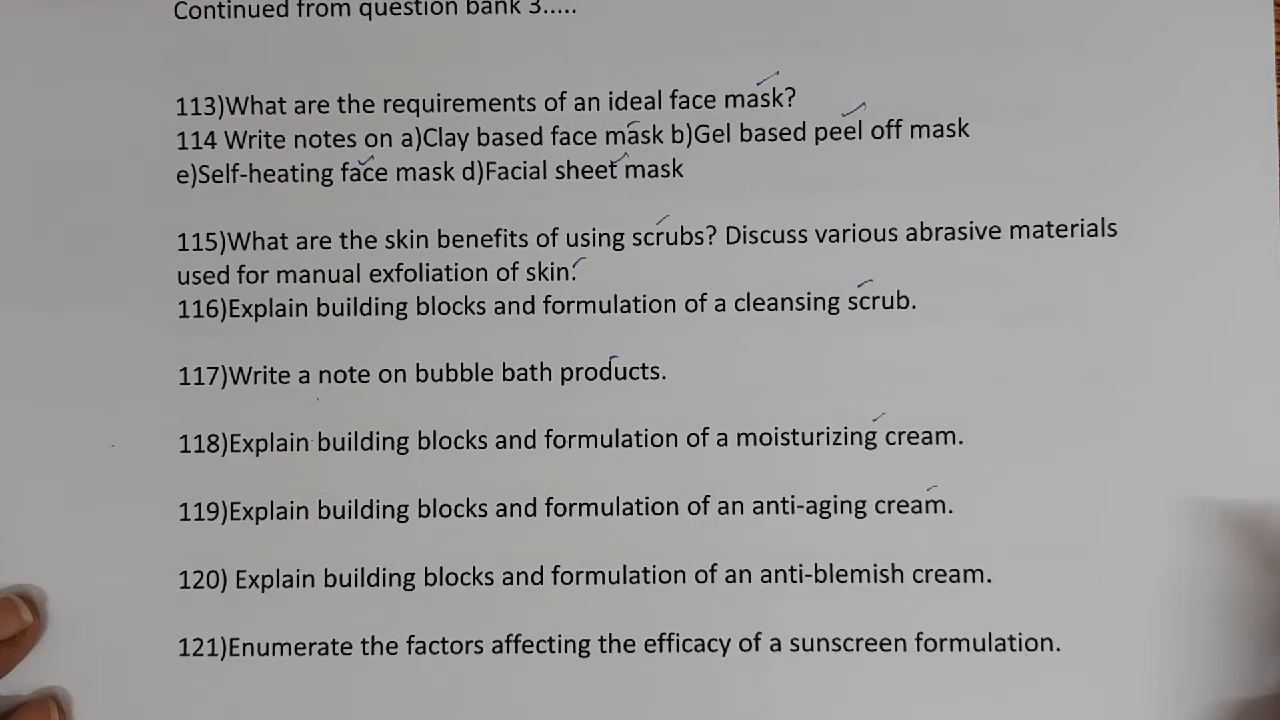 Continued from question bank 3.....
113)What are the requirements of an ideal face mask?
114 Write notes on a)Clay based face mask b)Gel based peel off mask
e)Self-heating face mask d)Facial sheet mask
115)What are the skin benefits of using scrubs? Discuss various abrasive materials
used for manual exfoliation of skin.
116)Explain building blocks and formulation of a cleansing scrub.
117)Write a note on bubble bath products.
118)Explain building blocks and formulation of a moisturizing cream.
119)Explain building blocks and formulation of an anti-aging cream.
120) Explain building blocks and formulation of an anti-blemish cream.
121)Enumerate the factors affecting the efficacy of a sunscreen formulation.